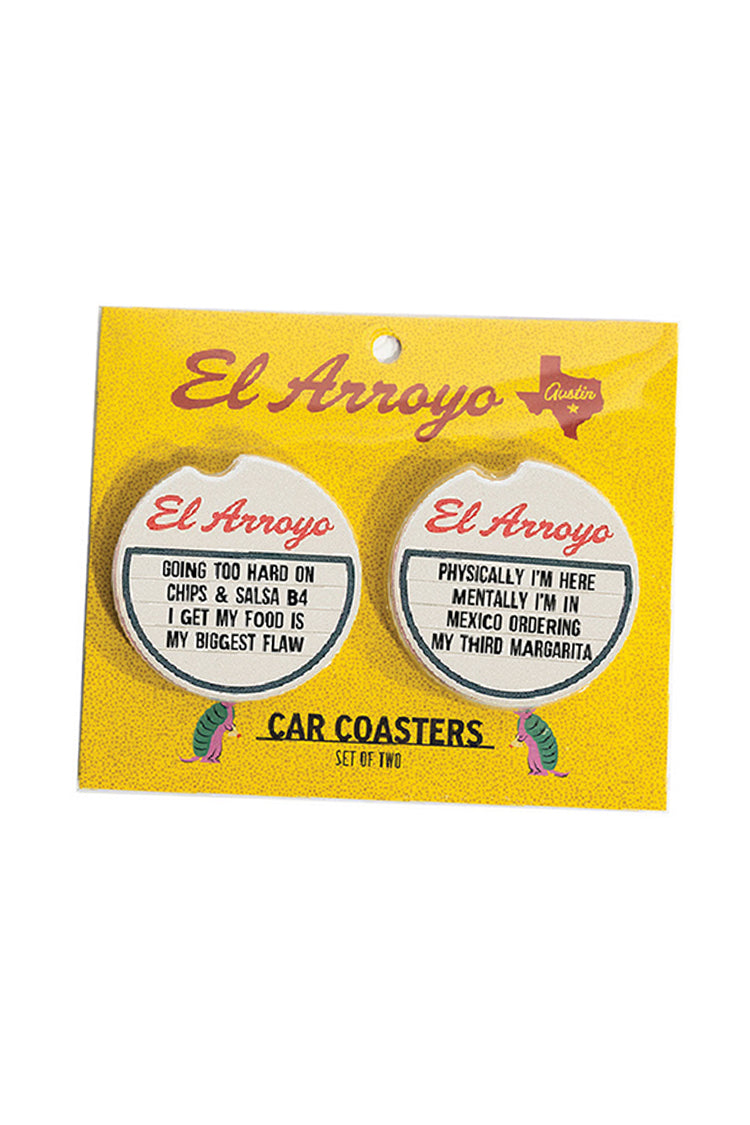 El Arroyo
Austin
El Arroyo
GOING TOO HARD ON
CHIPS & SALSA B4
I GET MY FOOD IS
MY BIGGEST FLAW
El Arroyo
PHYSICALLY I'M HERE
MENTALLY I'M IN
MEXICO ORDERING
MY THIRD MARGARITA
CAR COASTERS
SET OF TWO